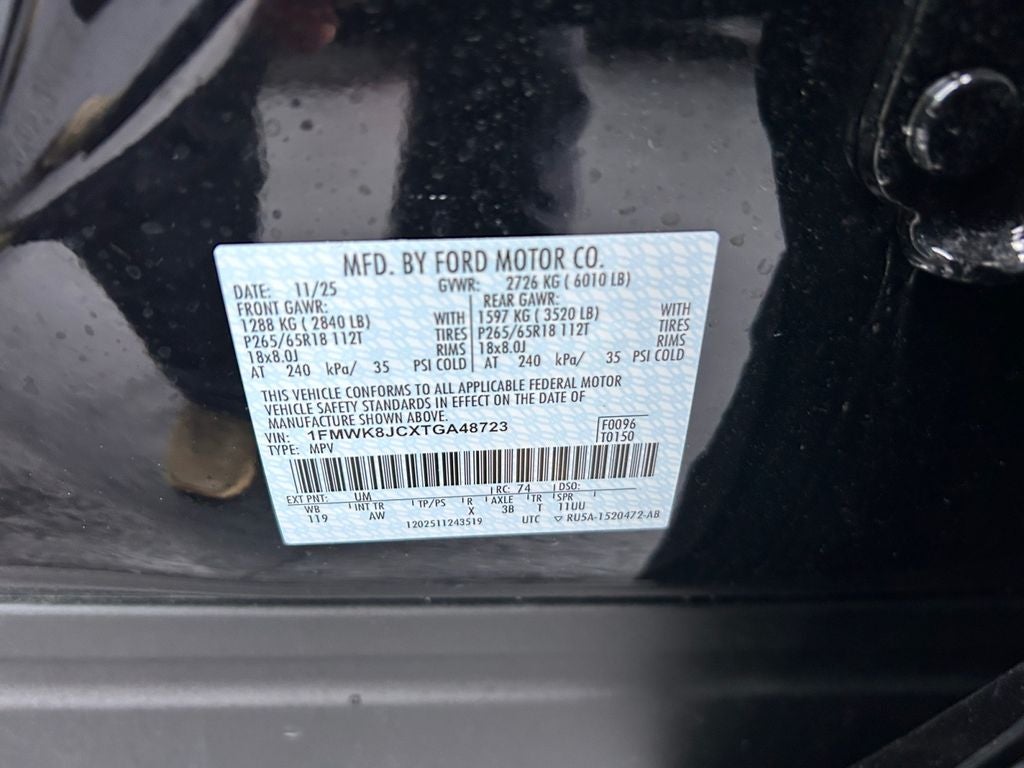 MFD. BY FORD MOTOR CO.
DATE: 11/25 GVWR: 2726 KG ( 6010 LB)
FRONT GAWR: REAR GAWR:
1288 KG ( 2840 LB) WITH 1597 KG ( 3520 LB) WITH
P265/65R18 112T TIRES P265/65R18 112T TIRES
18x8.0J RIMS 18x8.0J RIMS
AT 240 kPa/ 35 PSI COLD AT 240 kPa/ 35 PSI COLD
THIS VEHICLE CONFORMS TO ALL APPLICABLE FEDERAL MOTOR
VEHICLE SAFETY STANDARDS IN EFFECT ON THE DATE OF
MANUFACTURE SHOWN ABOVE.
VIN: 1FMWK8JCXTGA48723 F0096
TYPE: MPV T0150
EXT PNT: UM RC: 74 DSO:
WB INT TR TP/PS R AXLE TR SPR
119 AW X 3B T 11UU
1202511243519 UTC ▽ RU5A-1520472-AB